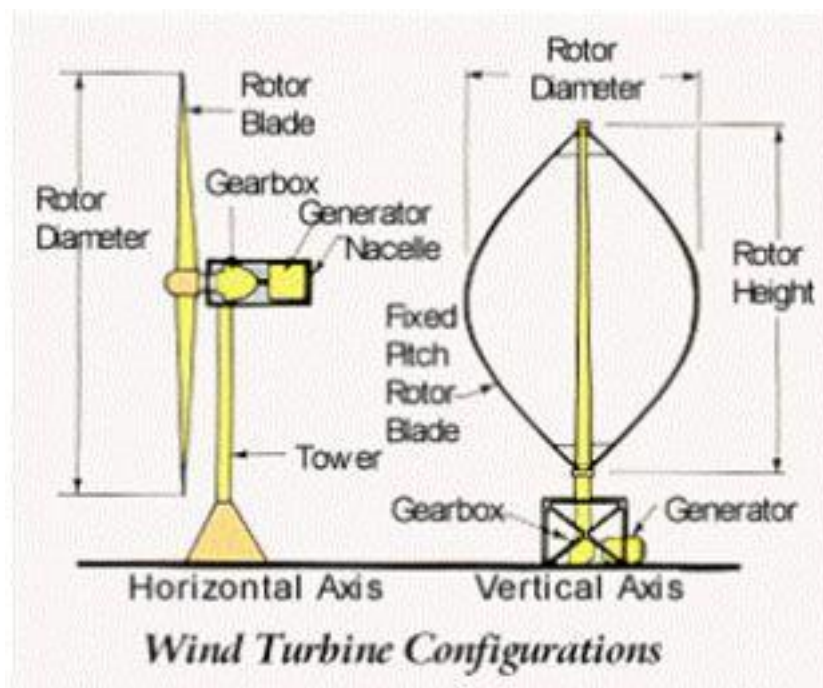 Rotor
Blade
Gearbox
Generator
Nacelle
Rotor
Diameter
Tower
Horizontal Axis
Rotor
Diameter
Rotor
Height
Fixed
Pitch
Rotor
Blade
Gearbox
Generator
Vertical Axis
Wind Turbine Configurations